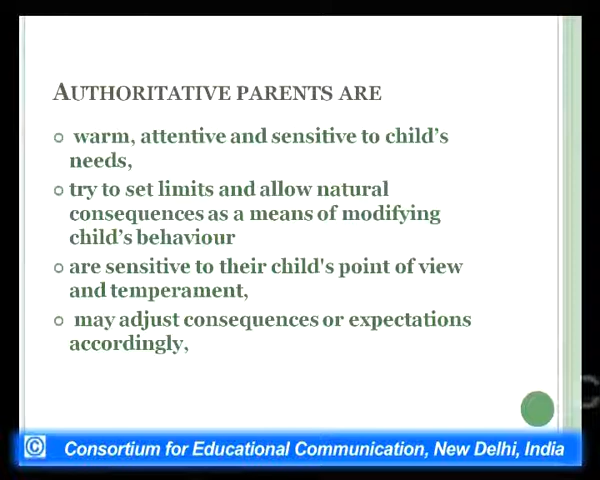 AUTHORITATIVE PARENTS ARE
warm, attentive and sensitive to child's
needs,
try to set limits and allow natural
consequences as a means of modifying
child's behaviour
are sensitive to their child's point of view
and temperament,
may adjust consequences or expectations
accordingly,
© Consortium for Educational Communication, New Delhi, India